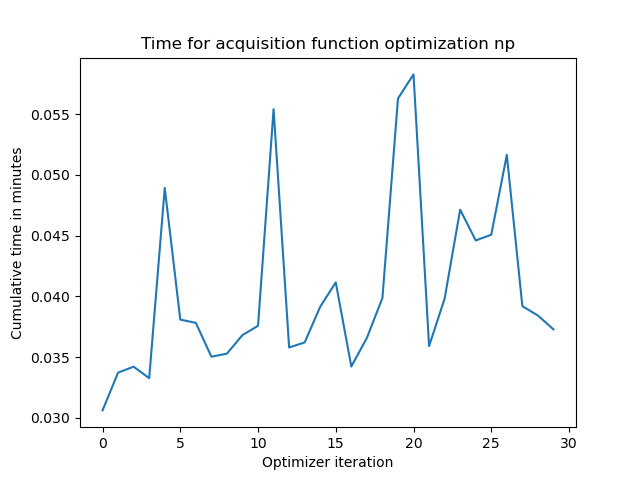 Time for acquisition function optimization np
Cumulative time in minutes
0.055
0.050
0.045
0.040
0.035
0.030
0 5 10 15 20 25 30
Optimizer iteration